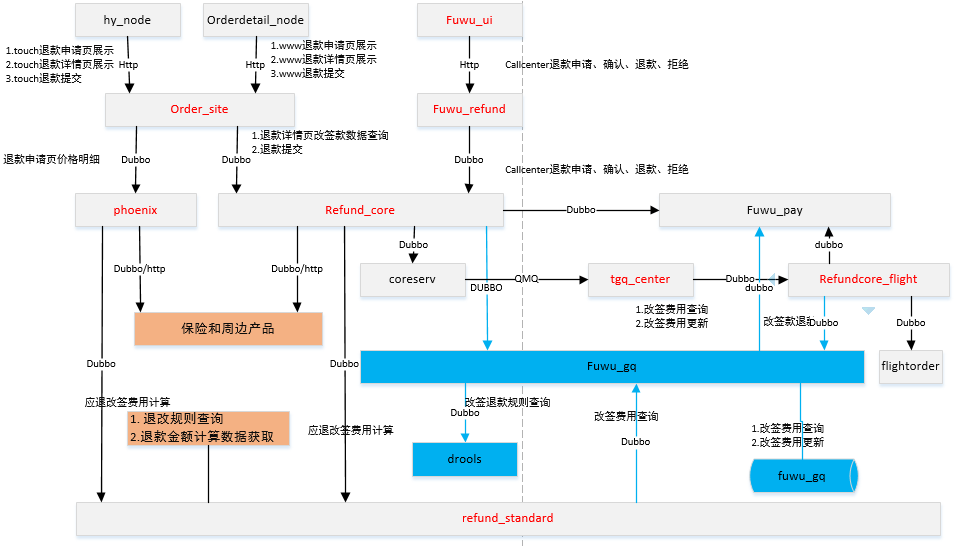 hy_node
Orderdetail_node
Fuwu_ui
1.touch退款申请页展示
2.touch退款详情页展示
3.touch退款提交
Http
1.www退款申请页展示
2.www退款详情页展示
3.www退款提交
Http
Http
Callcenter退款申请、确认、退款、拒绝
Order_site
Fuwu_refund
退款申请页价格明细
Dubbo
1.退款详情页改签款数据查询
2.退款提交
Dubbo
Dubbo
Callcenter退款申请、确认、退款、拒绝
phoenix
Refund_core
Dubbo
Fuwu_pay
Dubbo/http
Dubbo/http
Dubbo
dubbo
coreserv
QMQ
tgq_center
Dubbo
Refundcore_flight
DUBBO
dubbo
1.改签费用查询
2.改签费用更新
改签款退
Dubbo
Dubbo
保险和周边产品
Dubbo
Dubbo
Fuwu_gq
flightorder
应退改签费用计算
改签退款规则查询
Dubbo
1. 退改规则查询
2.退款金额计算数据获取
应退改签费用计算
改签费用查询
Dubbo
1.改签费用查询
2.改签费用更新
drools
fuwu_gq
refund_standard